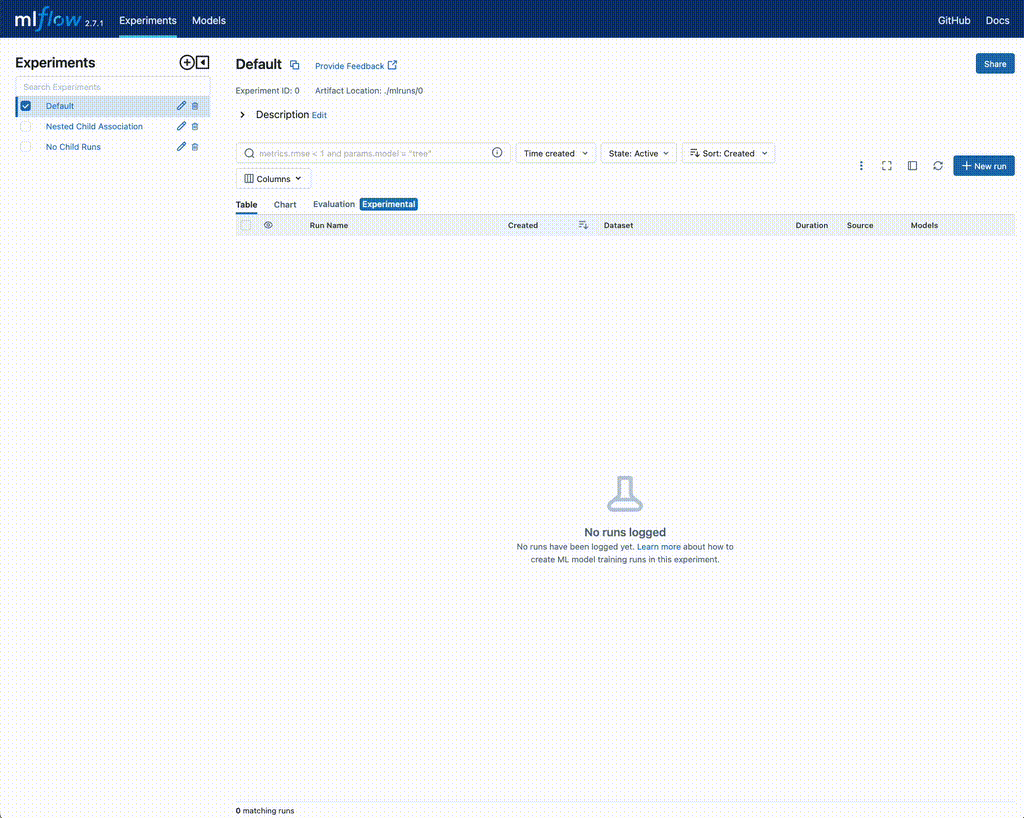 mlflow 2.7.1 Experiments Models GitHub Docs
Experiments
Search Experiments
Default
Nested Child Association
No Child Runs
Default Provide Feedback Share
Experiment ID: 0 Artifact Location: ./mlruns/0
Description Edit
metrics.rmse < 1 and params.model = "tree" Time created State: Active Sort: Created
+ New run
Columns
Table Chart Evaluation Experimental
Run Name Created Dataset Duration Source Models
No runs logged
No runs have been logged yet. Learn more about how to
create ML model training runs in this experiment.
0 matching runs